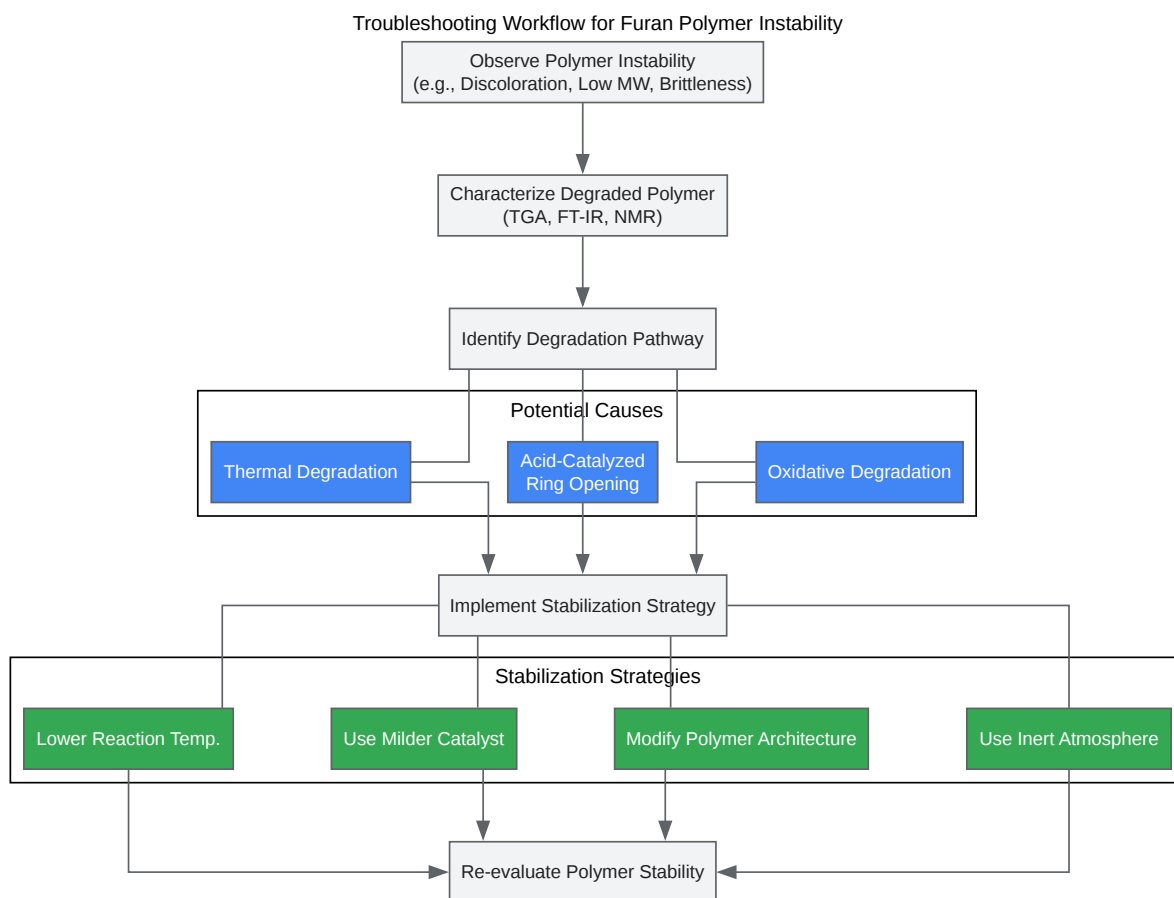 Troubleshooting Workflow for Furan Polymer Instability
Observe Polymer Instability
(e.g., Discoloration, Low MW, Brittleness)
Characterize Degraded Polymer
(TGA, FT-IR, NMR)
Identify Degradation Pathway
Potential Causes
Thermal Degradation
Acid-Catalyzed
Ring Opening
Oxidative Degradation
Implement Stabilization Strategy
Stabilization Strategies
Lower Reaction Temp.
Use Milder Catalyst
Modify Polymer Architecture
Use Inert Atmosphere
Re-evaluate Polymer Stability